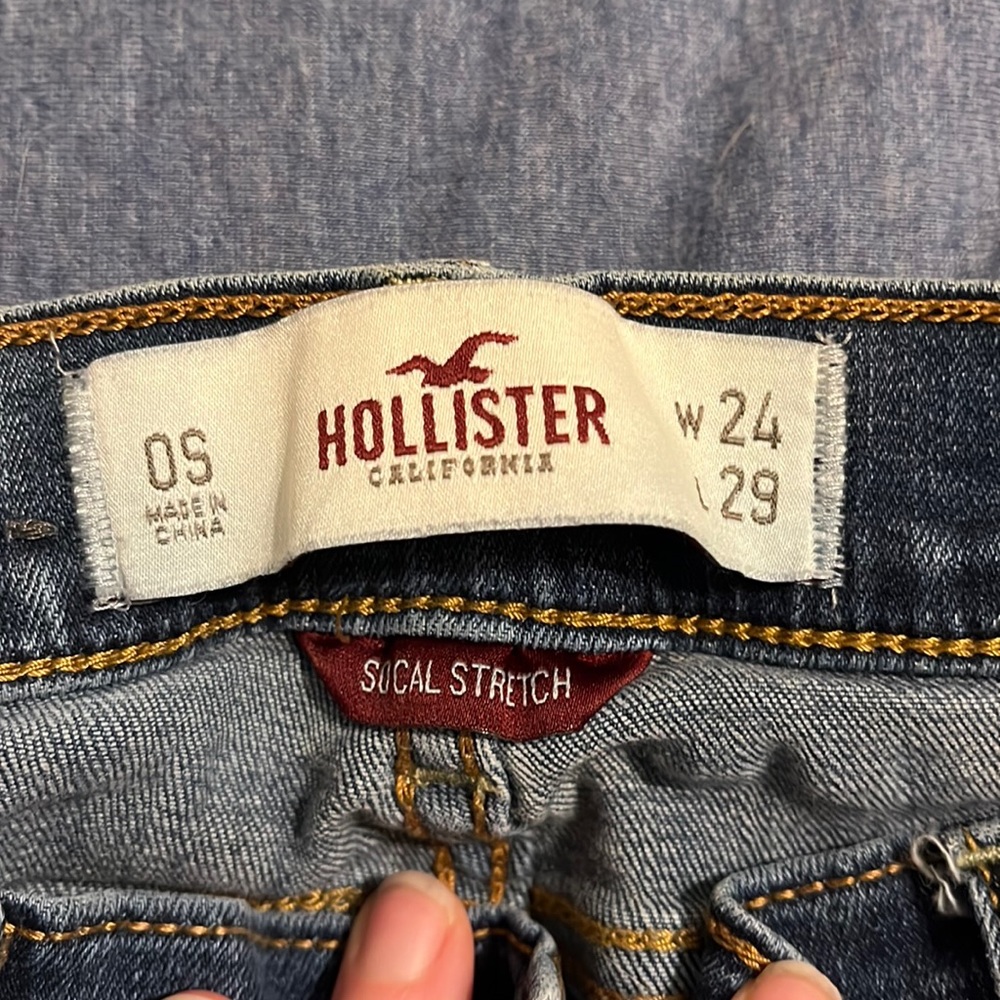 0S
MADE IN
CHINA
HOLLISTER
CALIFORNIA
W 24
L 29
SOCAL STRETCH